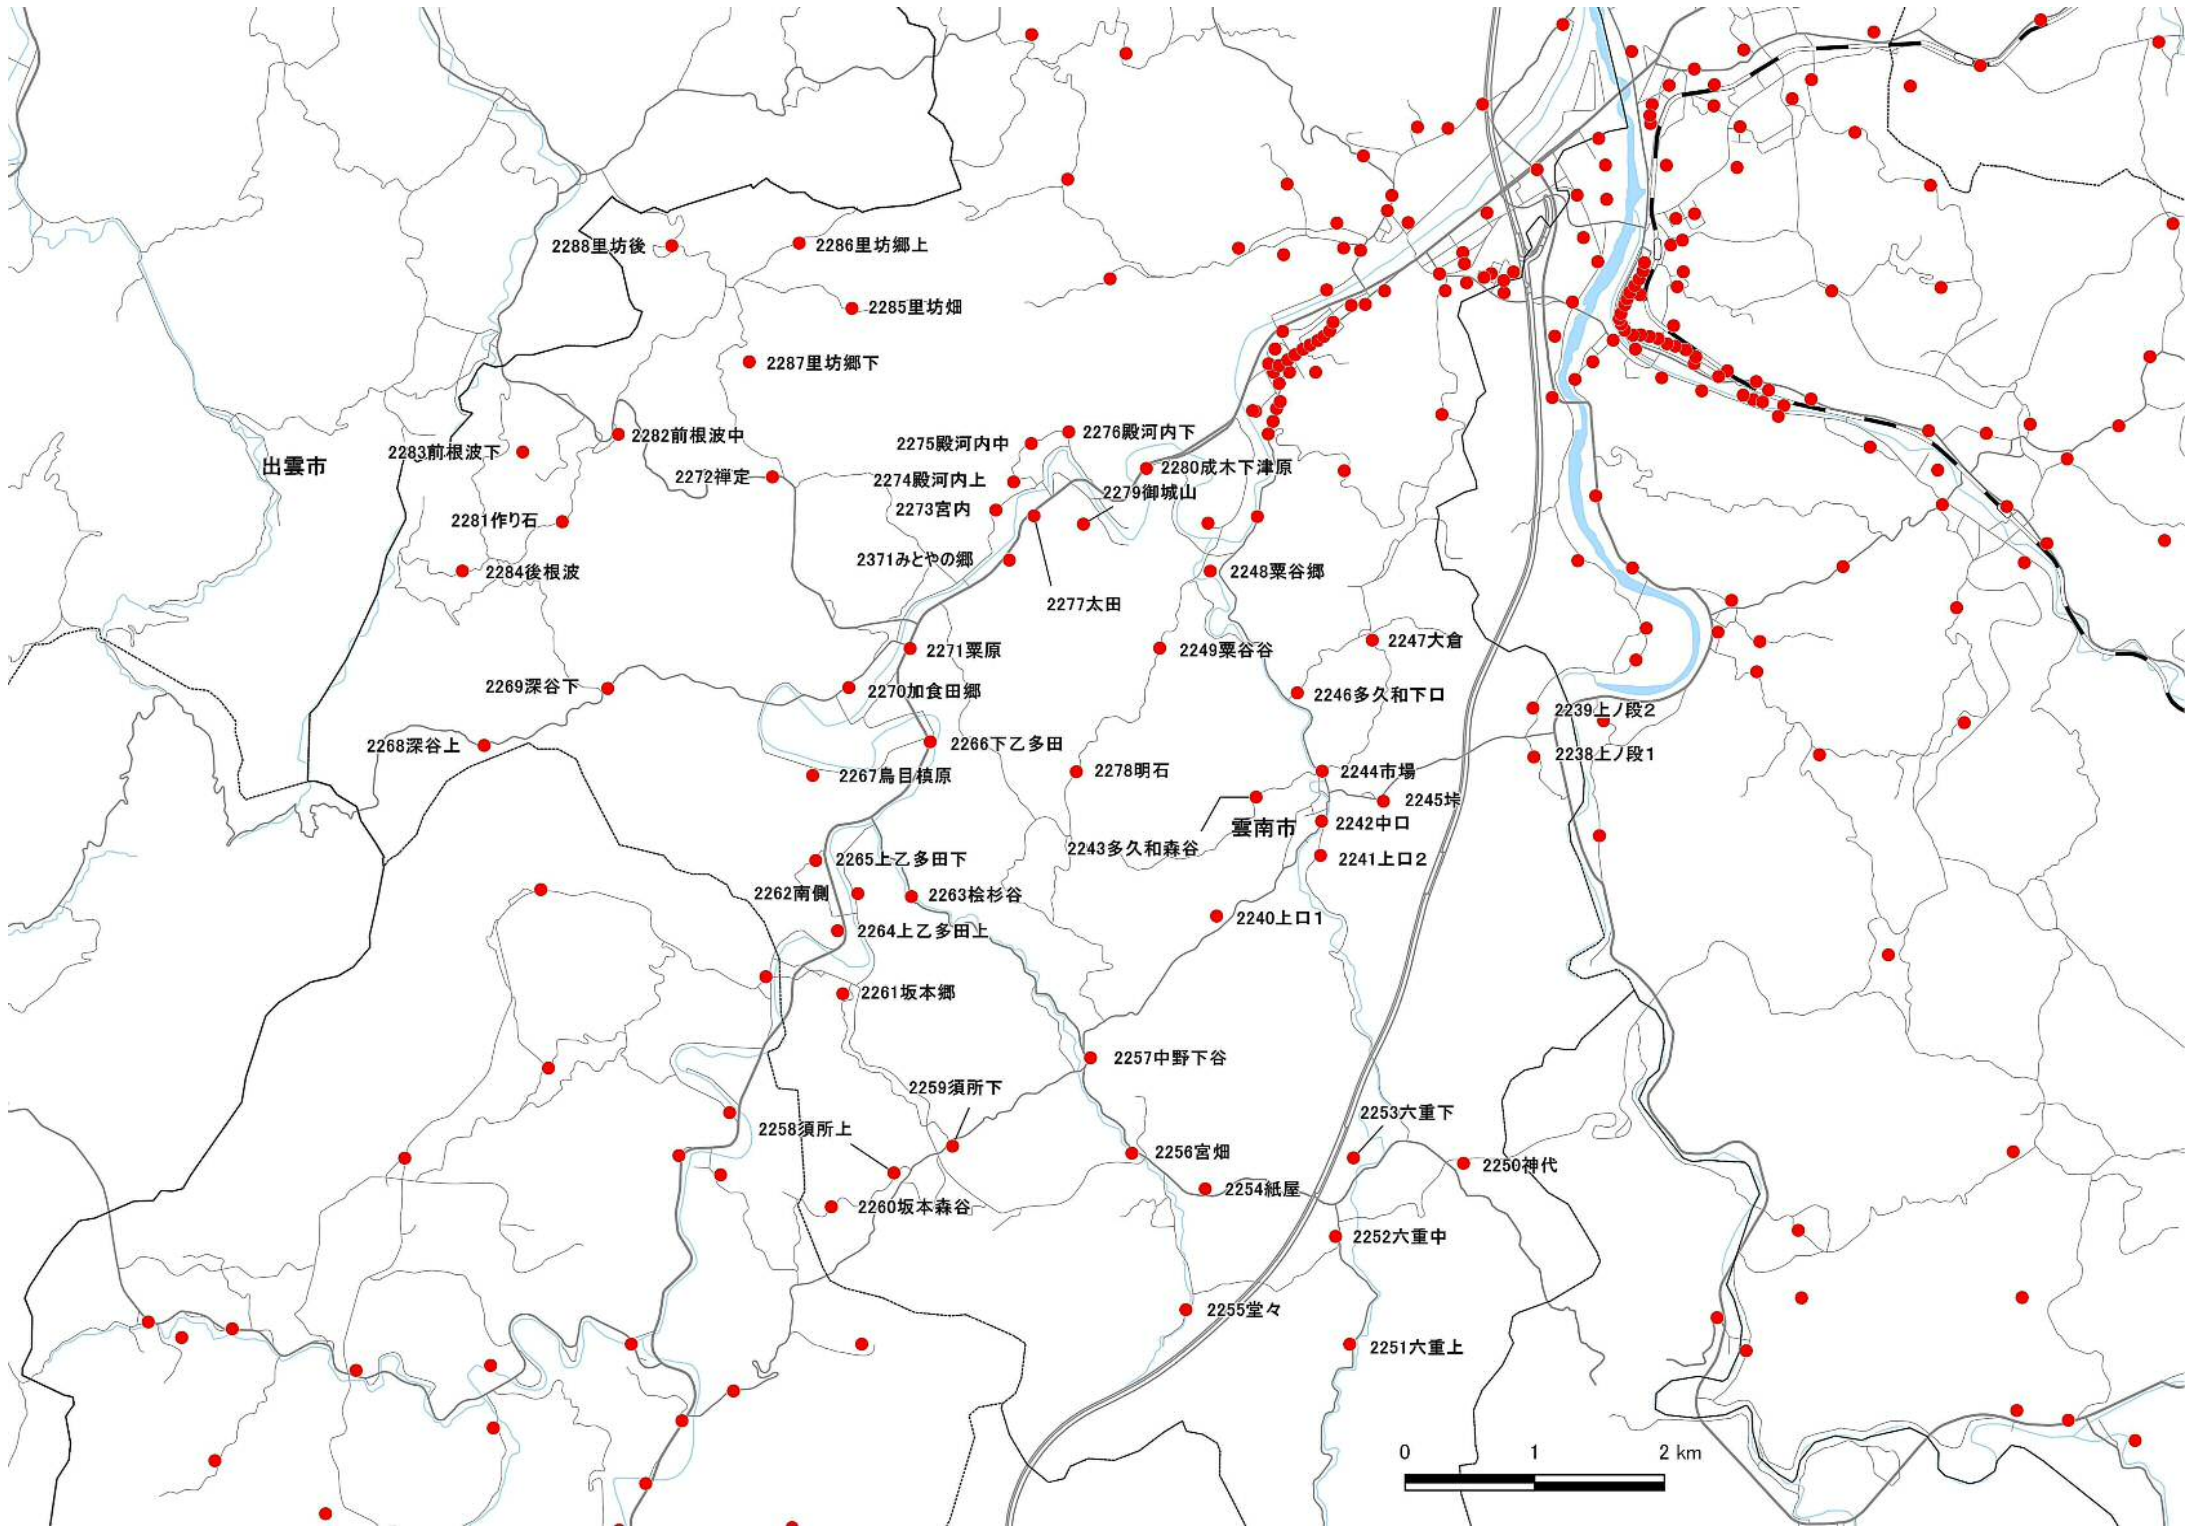 2288里坊後
2286里坊郷上
2285里坊畑
2287里坊郷下
2282前根波中
2283前根波下
出雲市
2275殿河内中
2276殿河内下
2280成木下津原
2272禅定
2274殿河内上
2279御城山
2273宮内
2281作り石
2371みとやの郷
2284後根波
2248粟谷郷
2277太田
2271粟原
2249粟谷谷
2247大倉
2269深谷下
2270加食田郷
2246多久和下口
2239上ノ段2
2268深谷上
2266下乙多田
2238上ノ段1
2267鳥目槙原
2278明石
2244市場
2245垰
雲南市
2242中口
2243多久和森谷
2265上乙多田下
2241上口2
2262南側
2263桧杉谷
2240上口1
2264上乙多田上
2261坂本郷
2257中野下谷
2259須所下
2253六重下
2258須所上
2256宮畑
2250神代
2254紙屋
2260坂本森谷
2252六重中
2255堂々
2251六重上
0 1 2 km